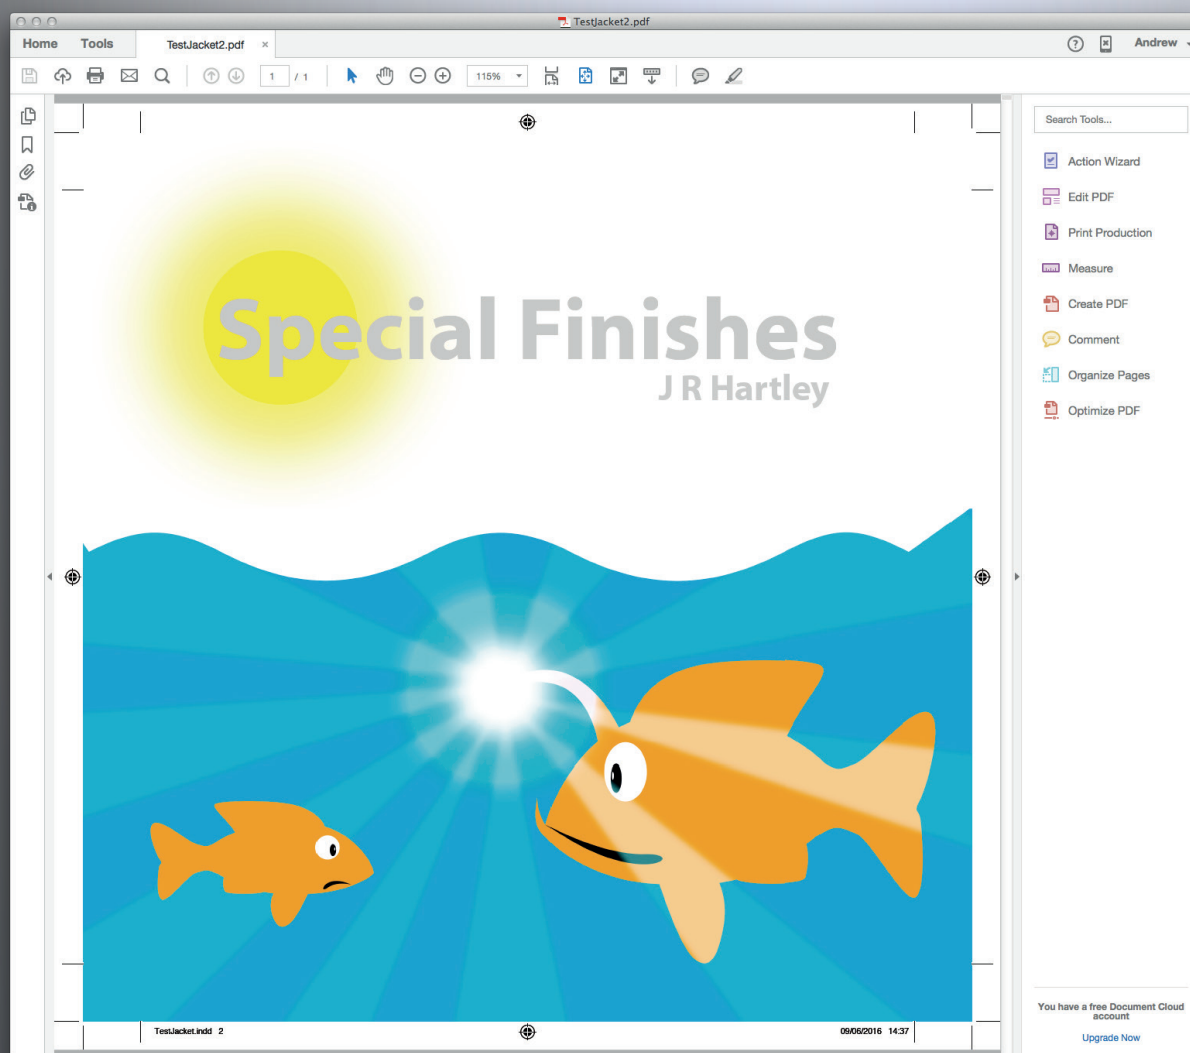 TestJacket2.pdf
Home Tools TestJacket2.pdf × ? Andrew
1 / 1 115%
Search Tools...
Action Wizard
Edit PDF
Print Production
Measure
Create PDF
Comment
Organize Pages
Optimize PDF
Special Finishes
J R Hartley
TestJacket.indd 2 09/06/2016 14:37
You have a free Document Cloud
account
Upgrade Now